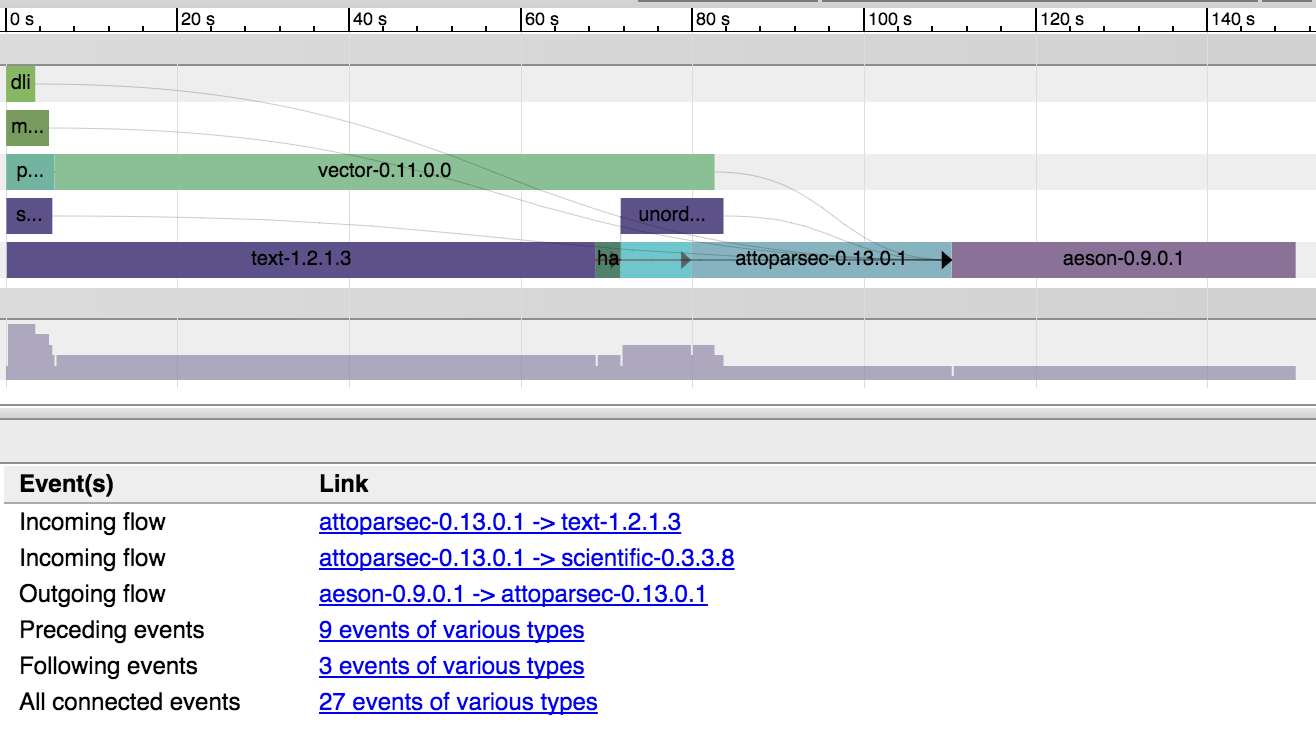 0 s 20 s 40 s 60 s 80 s 100 s 120 s 140 s
dli
m...
p... vector-0.11.0.0
s... unord...
text-1.2.1.3 ha attoparsec-0.13.0.1 aeson-0.9.0.1
Event(s) Link
Incoming flow attoparsec-0.13.0.1 -> text-1.2.1.3
Incoming flow attoparsec-0.13.0.1 -> scientific-0.3.3.8
Outgoing flow aeson-0.9.0.1 -> attoparsec-0.13.0.1
Preceding events 9 events of various types
Following events 3 events of various types
All connected events 27 events of various types